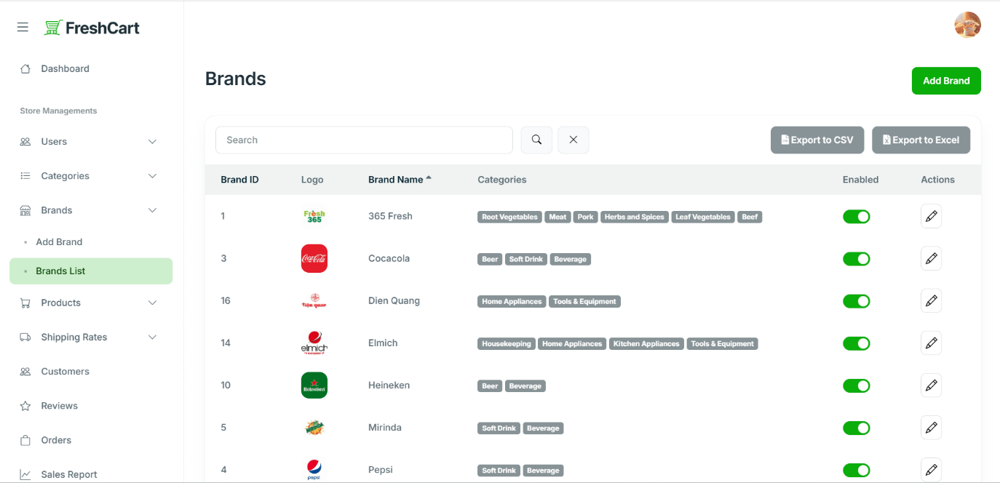 FreshCart
Dashboard
Store Managements
Users
Categories
Brands
Add Brand
Brands List
Products
Shipping Rates
Customers
Reviews
Orders
Sales Report
Brands
Add Brand
Search
Export to CSV
Export to Excel
Brand ID Logo Brand Name Categories Enabled Actions
1 Fresh 365 365 Fresh Root Vegetables Meat Pork Herbs and Spices Leaf Vegetables Beef
3 Coca-Cola Cocacola Beer Soft Drink Beverage
16 Dien Quang Home Appliances Tools & Equipment
14 elmich Elmich Housekeeping Home Appliances Kitchen Appliances Tools & Equipment
10 Heineken Heineken Beer Beverage
5 MIRINDA Mirinda Soft Drink Beverage
4 pepsi Pepsi Soft Drink Beverage